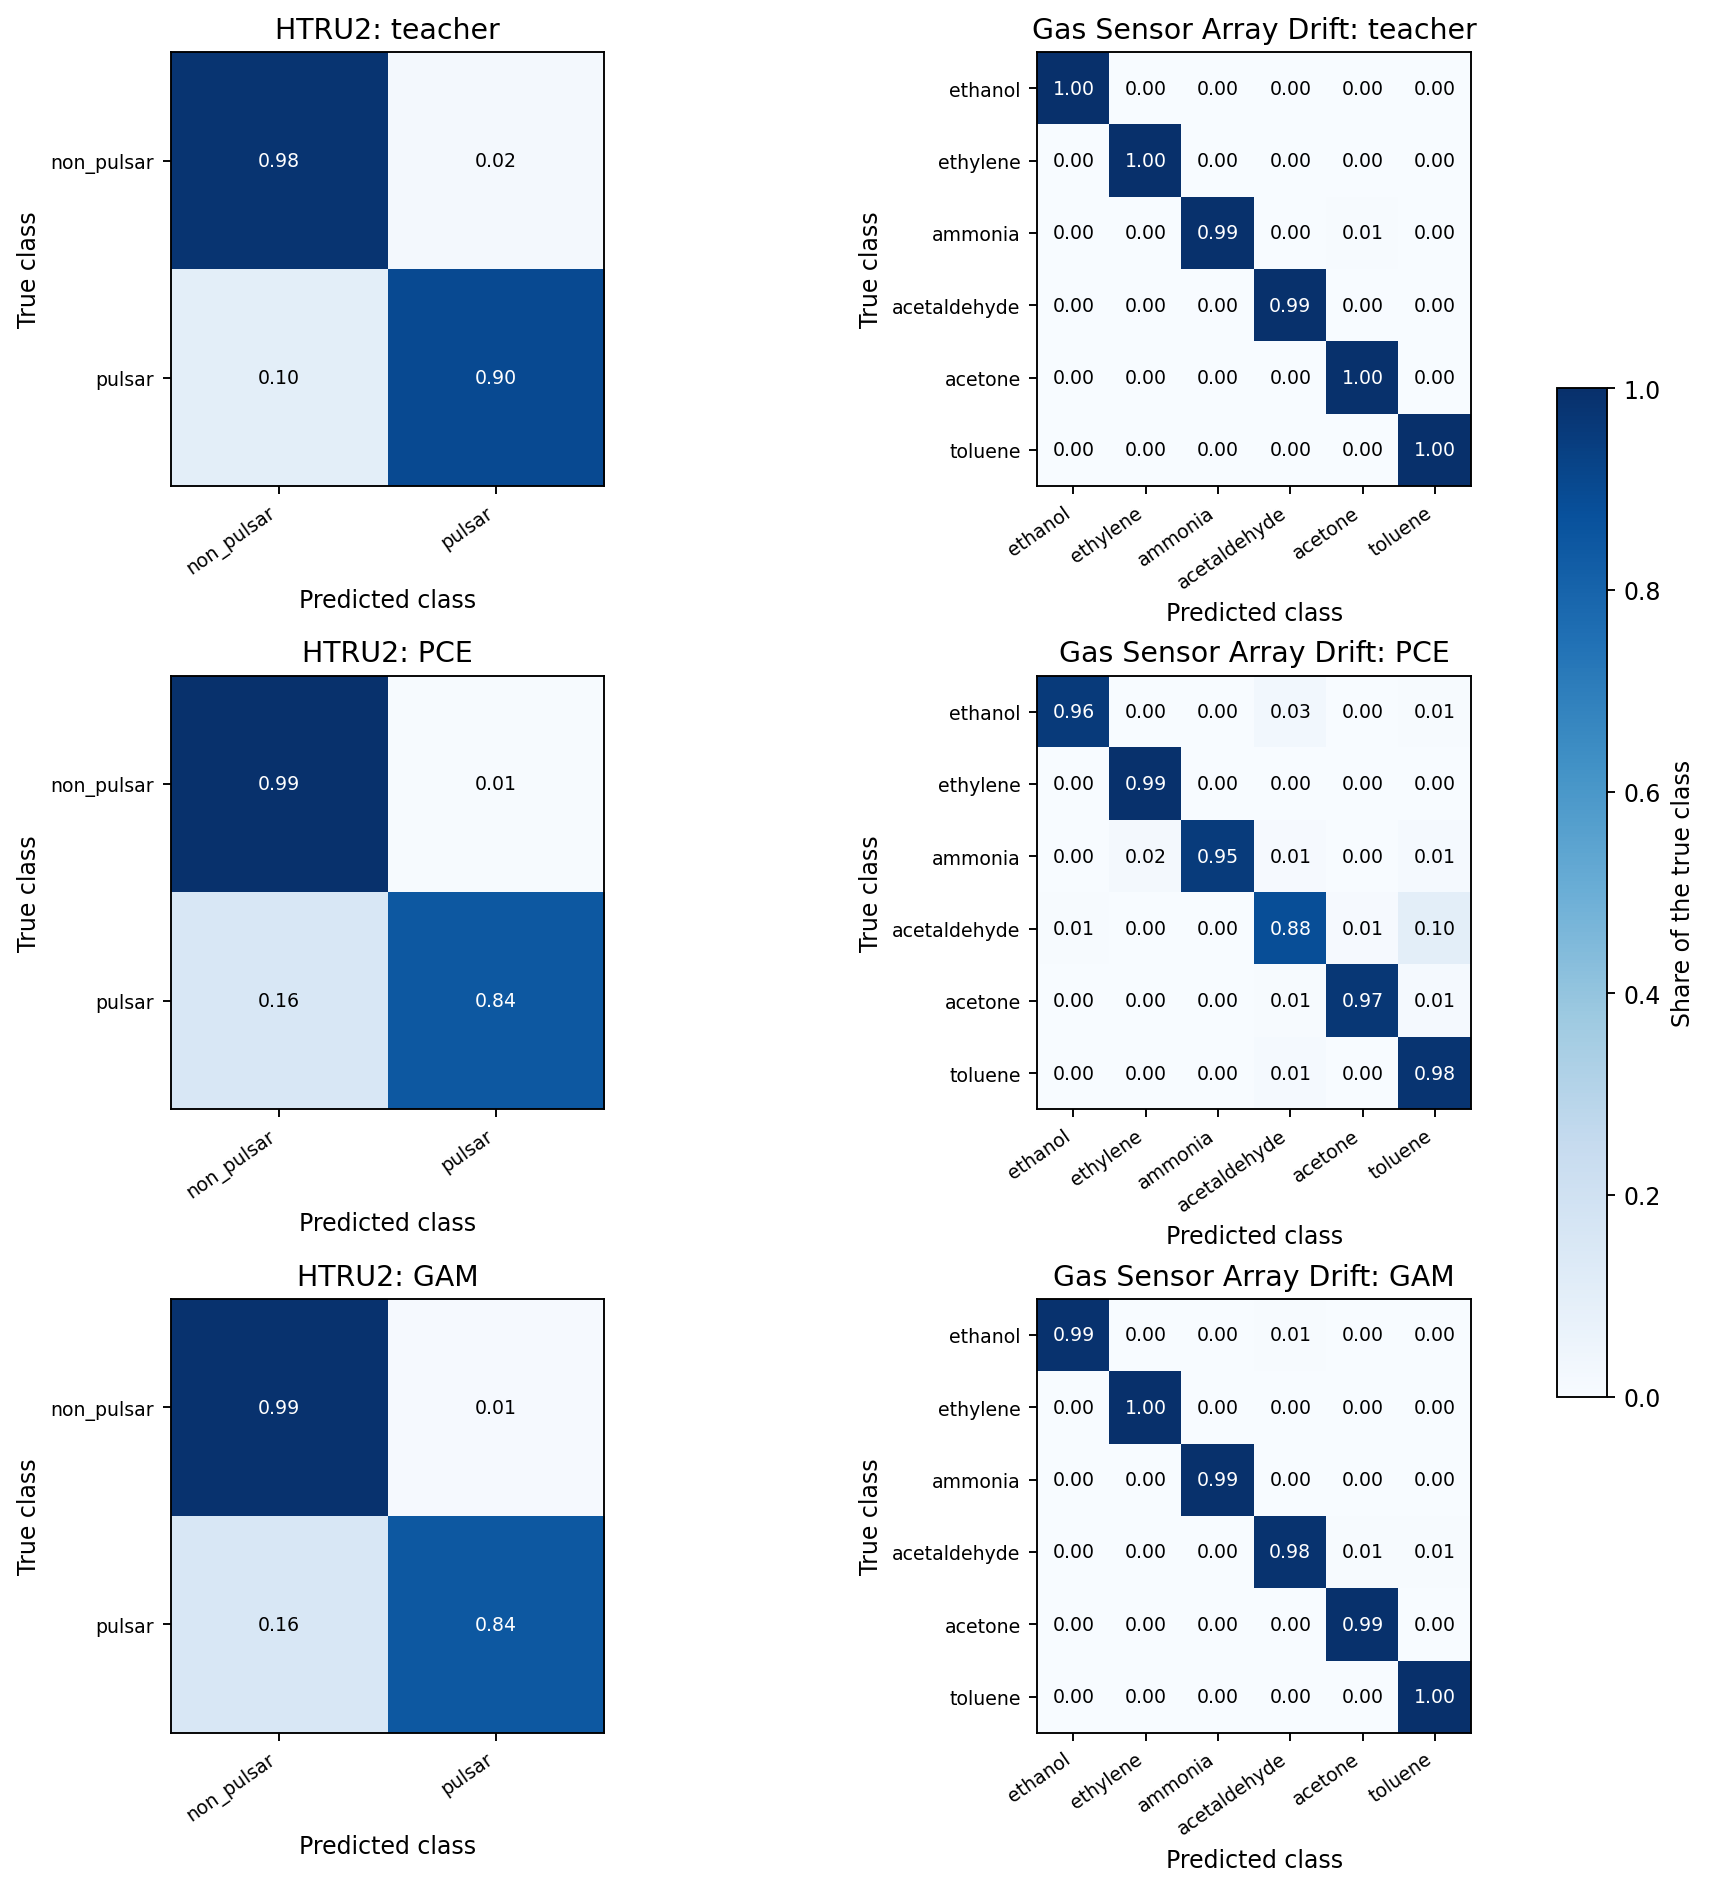 HTRU2: teacher
True class
non_pulsar 0.98 0.02
pulsar 0.10 0.90
non_pulsar pulsar
Predicted class
Gas Sensor Array Drift: teacher
True class
ethanol 1.00 0.00 0.00 0.00 0.00 0.00
ethylene 0.00 1.00 0.00 0.00 0.00 0.00
ammonia 0.00 0.00 0.99 0.00 0.01 0.00
acetaldehyde 0.00 0.00 0.00 0.99 0.00 0.00
acetone 0.00 0.00 0.00 0.00 1.00 0.00
toluene 0.00 0.00 0.00 0.00 0.00 1.00
ethanol ethylene ammonia acetaldehyde acetone toluene
Predicted class
HTRU2: PCE
True class
non_pulsar 0.99 0.01
pulsar 0.16 0.84
non_pulsar pulsar
Predicted class
Gas Sensor Array Drift: PCE
True class
ethanol 0.96 0.00 0.00 0.03 0.00 0.01
ethylene 0.00 0.99 0.00 0.00 0.00 0.00
ammonia 0.00 0.02 0.95 0.01 0.00 0.01
acetaldehyde 0.01 0.00 0.00 0.88 0.01 0.10
acetone 0.00 0.00 0.00 0.01 0.97 0.01
toluene 0.00 0.00 0.00 0.01 0.00 0.98
ethanol ethylene ammonia acetaldehyde acetone toluene
Predicted class
HTRU2: GAM
True class
non_pulsar 0.99 0.01
pulsar 0.16 0.84
non_pulsar pulsar
Predicted class
Gas Sensor Array Drift: GAM
True class
ethanol 0.99 0.00 0.00 0.01 0.00 0.00
ethylene 0.00 1.00 0.00 0.00 0.00 0.00
ammonia 0.00 0.00 0.99 0.00 0.00 0.00
acetaldehyde 0.00 0.00 0.00 0.98 0.01 0.01
acetone 0.00 0.00 0.00 0.00 0.99 0.00
toluene 0.00 0.00 0.00 0.00 0.00 1.00
ethanol ethylene ammonia acetaldehyde acetone toluene
Predicted class
1.0
0.8
0.6
0.4
0.2
0.0
Share of the true class